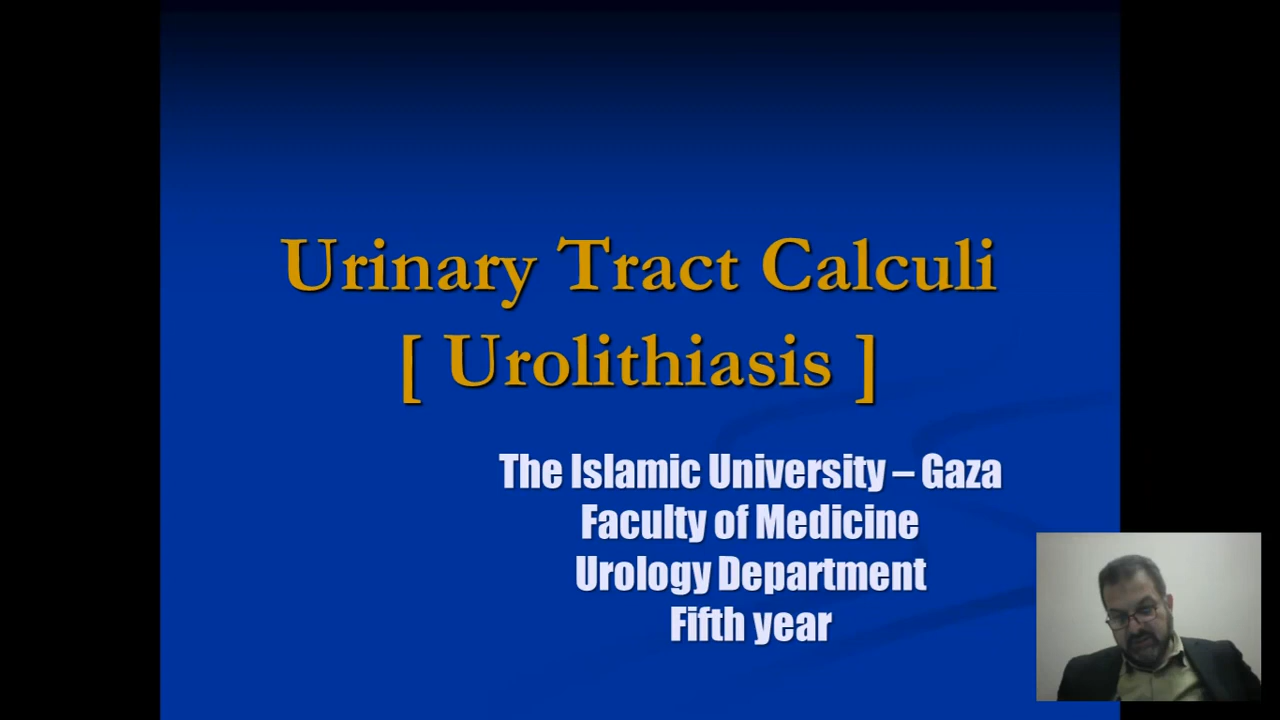 Urinary Tract Calculi
[ Urolithiasis ]
The Islamic University – Gaza
Faculty of Medicine
Urology Department
Fifth year